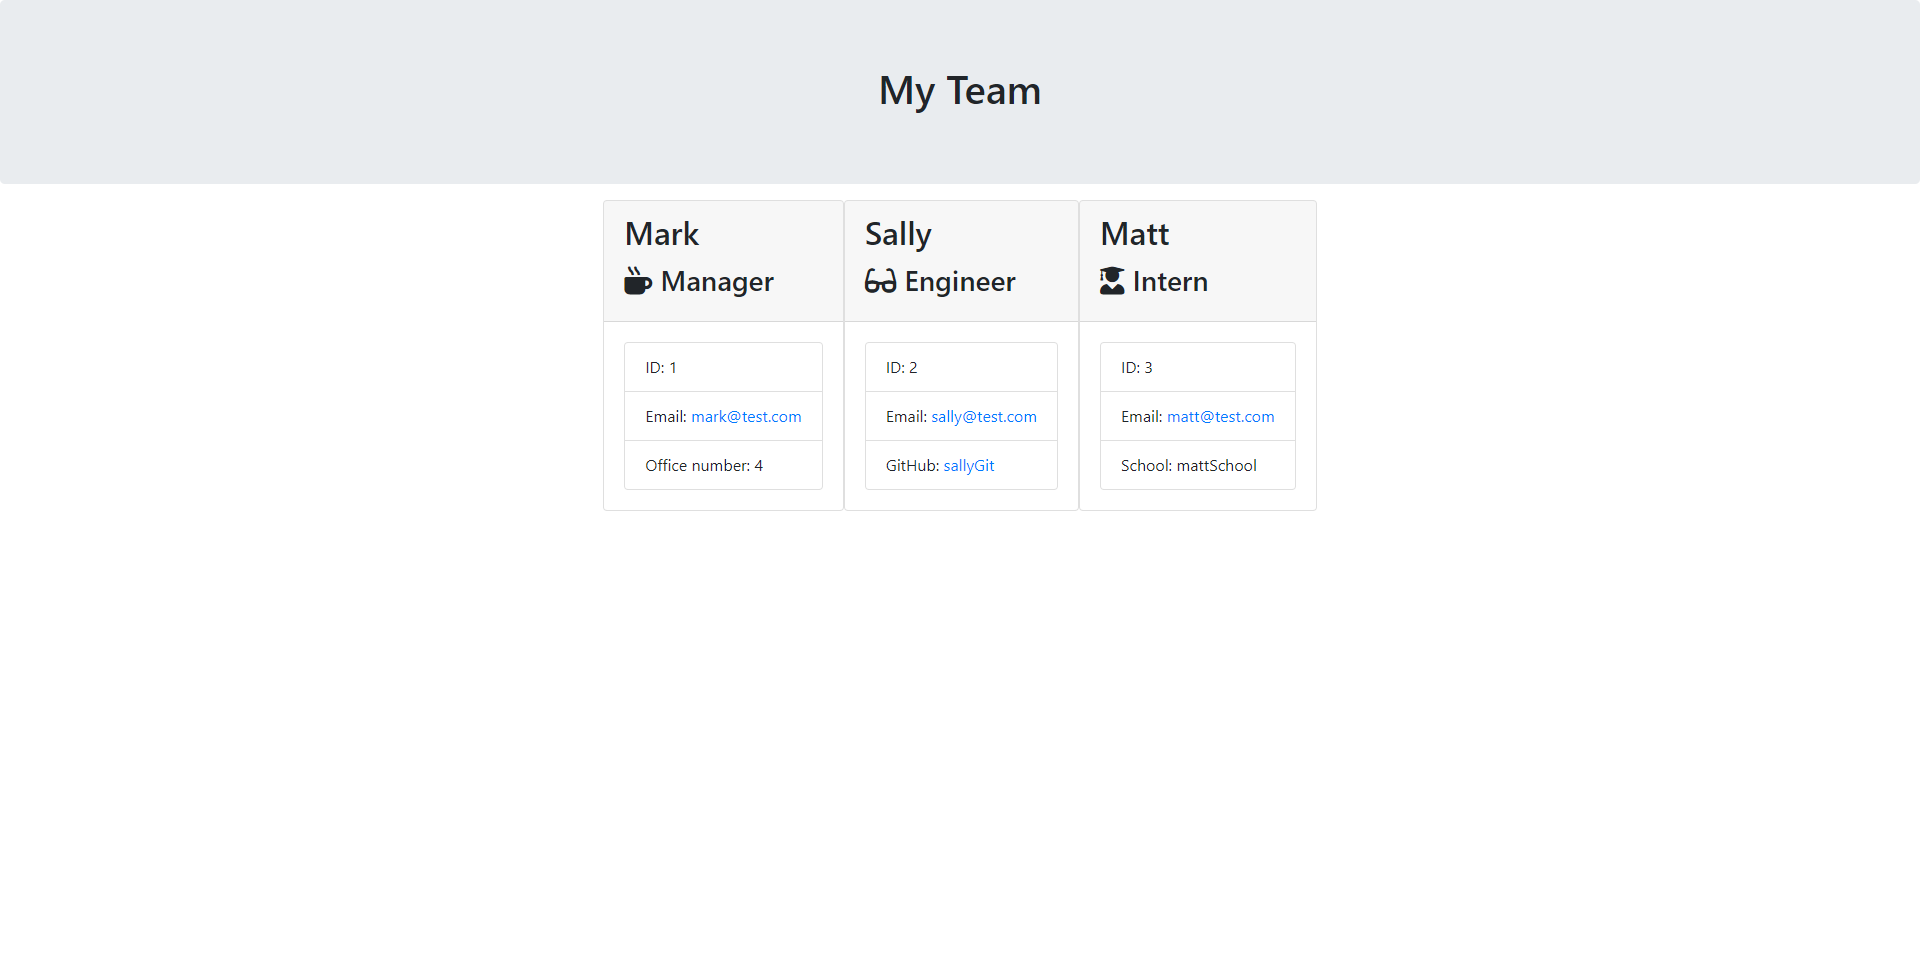 My Team
Mark
Manager
ID: 1
Email: mark@test.com
Office number: 4
Sally
Engineer
ID: 2
Email: sally@test.com
GitHub: sallyGit
Matt
Intern
ID: 3
Email: matt@test.com
School: mattSchool